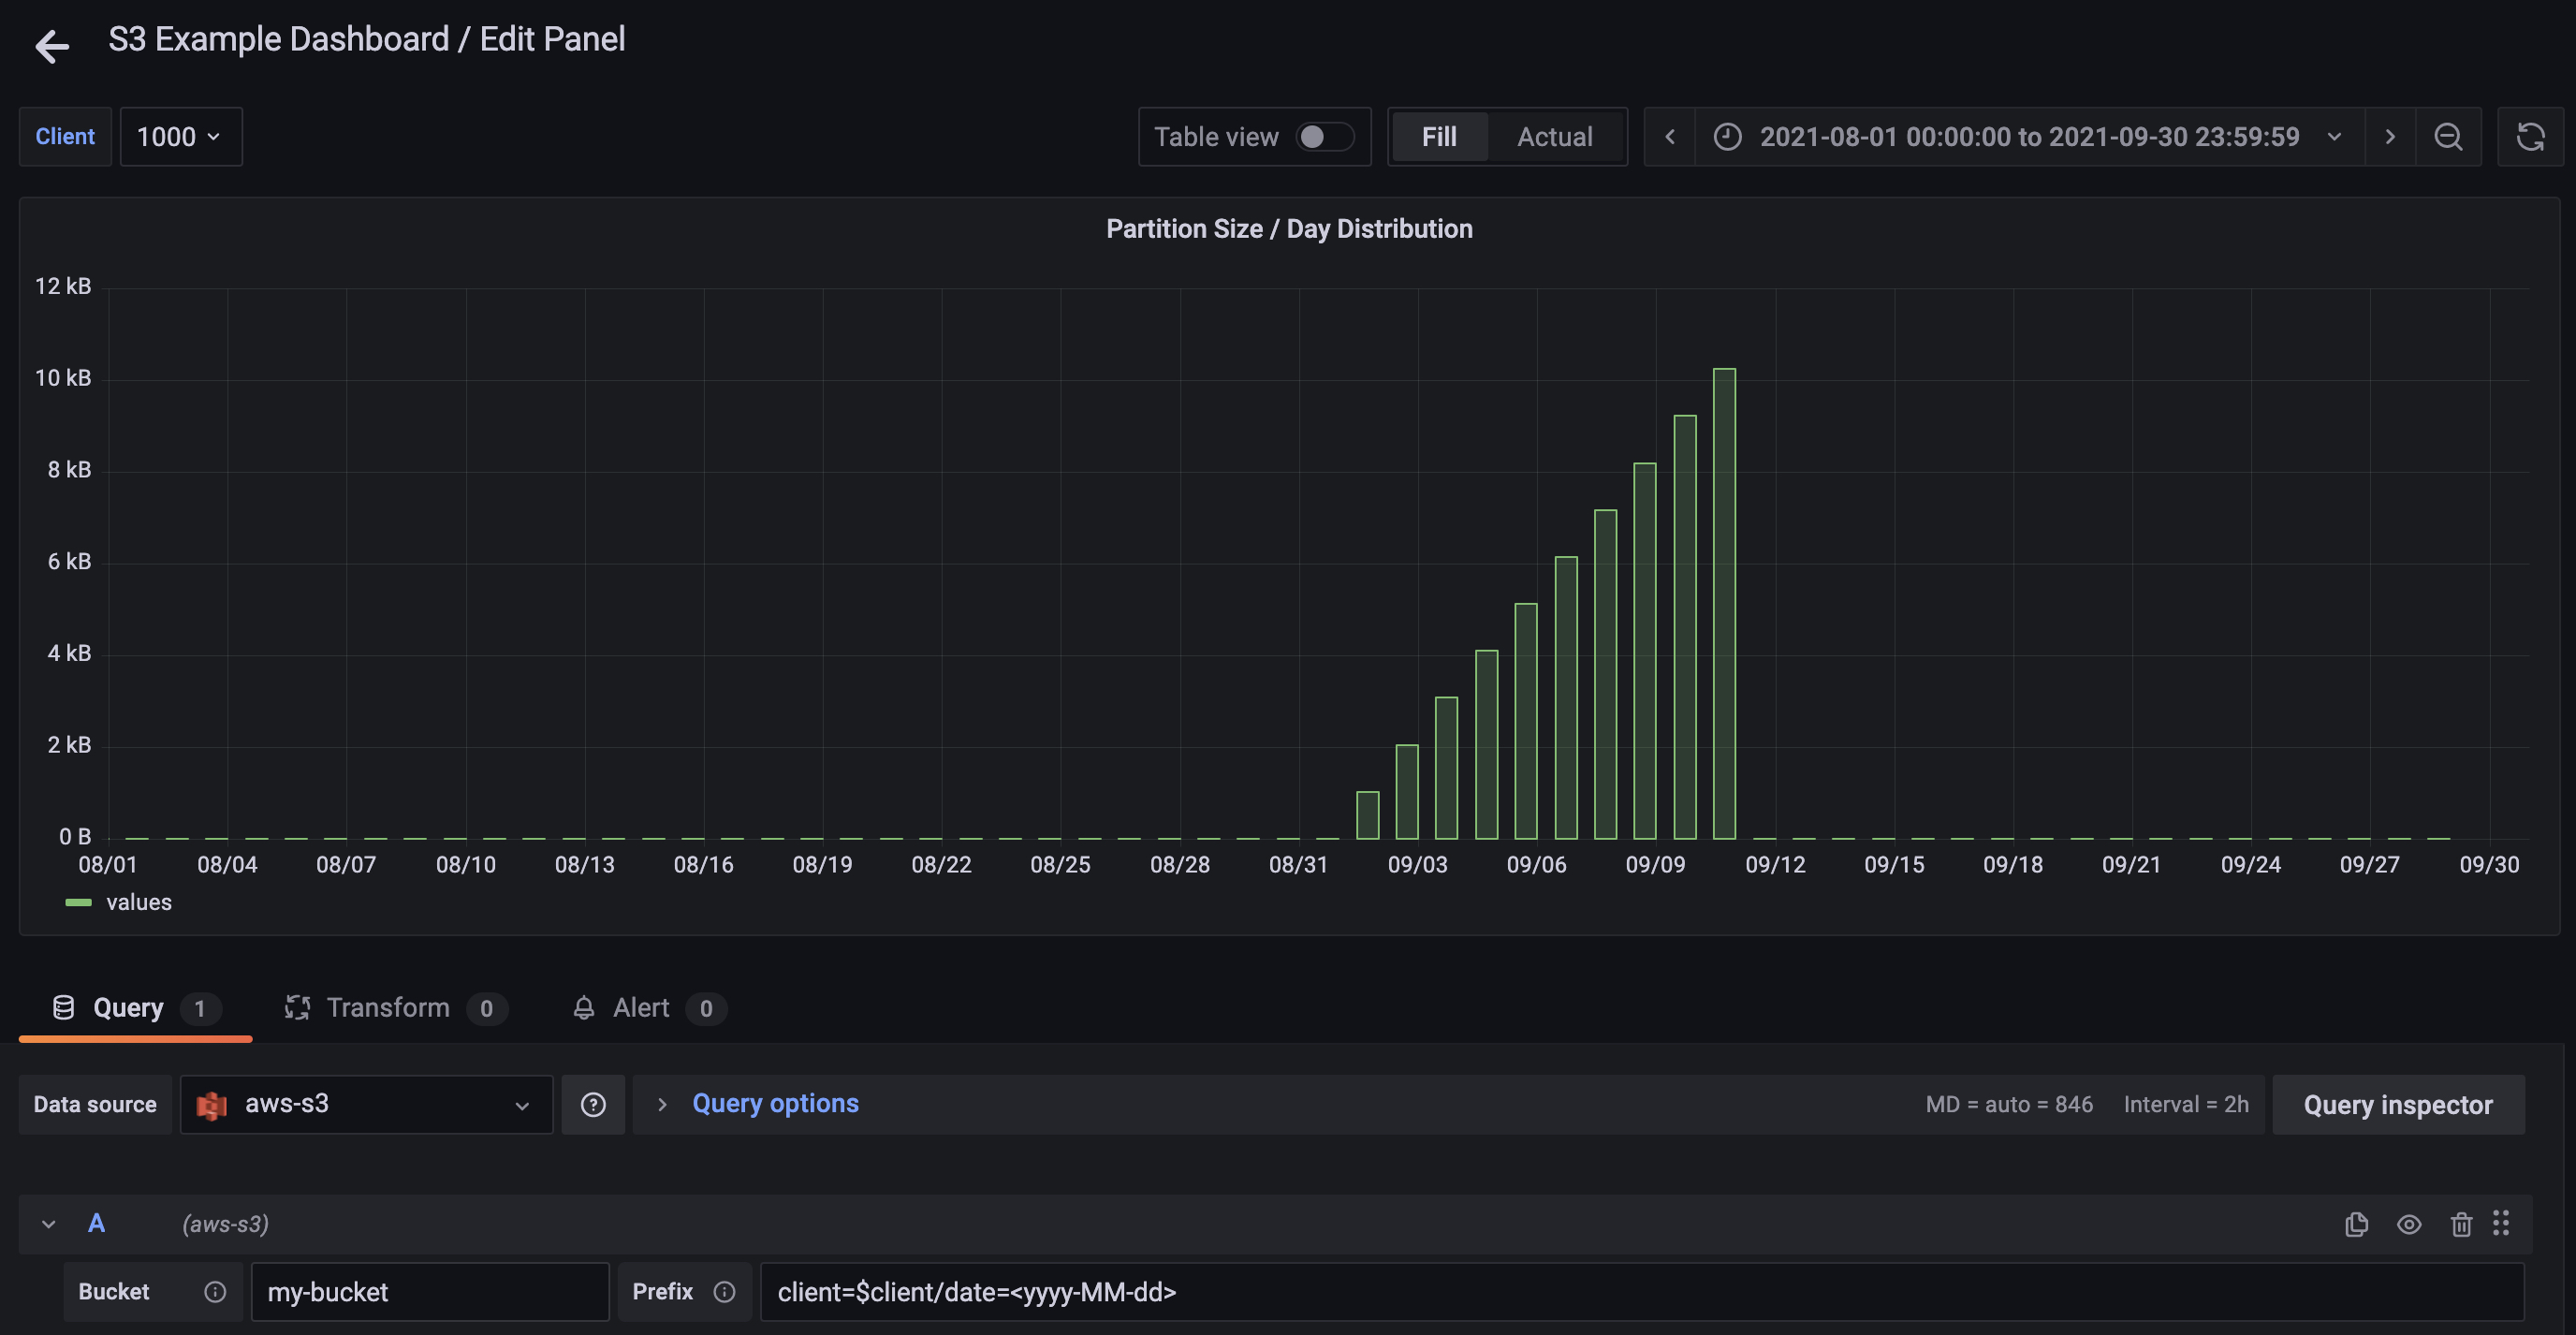 S3 Example Dashboard / Edit Panel
Client 1000 Table view Fill Actual 2021-08-01 00:00:00 to 2021-09-30 23:59:59
Partition Size / Day Distribution
12 kB
10 kB
8 kB
6 kB
4 kB
2 kB
0 B
08/01 08/04 08/07 08/10 08/13 08/16 08/19 08/22 08/25 08/28 08/31 09/03 09/06 09/09 09/12 09/15 09/18 09/21 09/24 09/27 09/30
values
Query 1 Transform 0 Alert 0
Data source aws-s3 Query options MD = auto = 846 Interval = 2h Query inspector
A (aws-s3)
Bucket my-bucket Prefix client=$client/date=<yyyy-MM-dd>